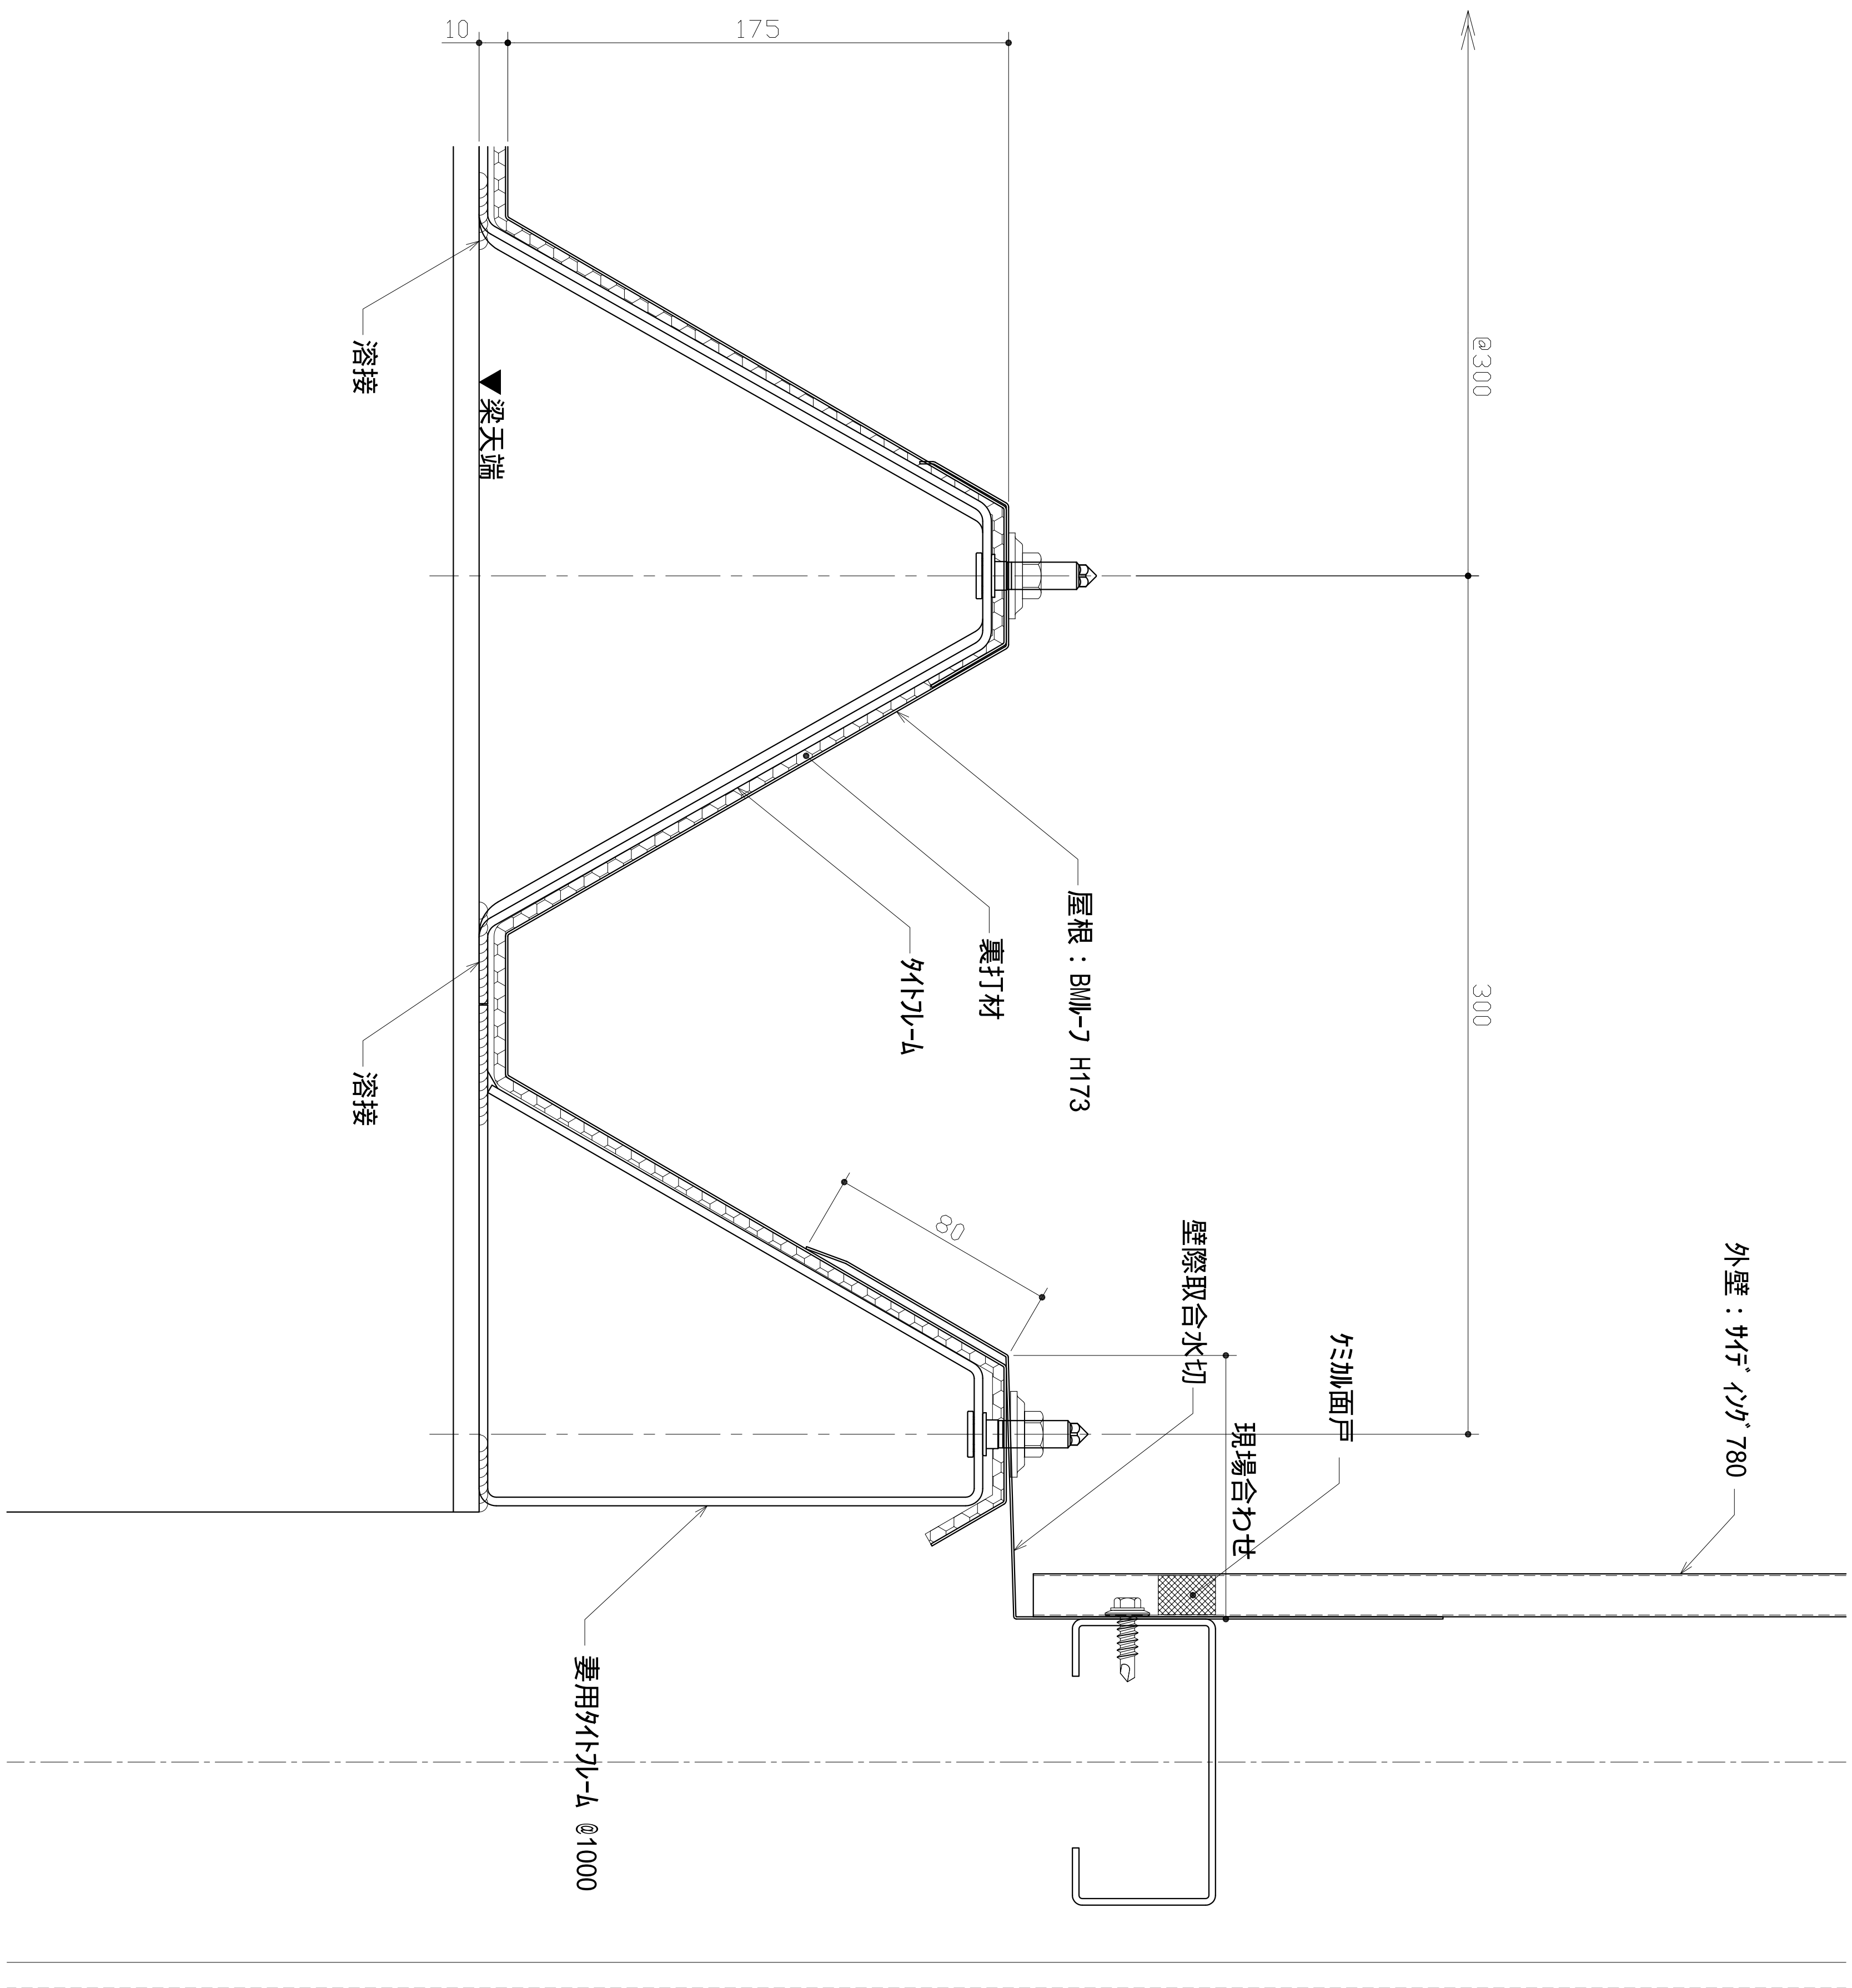 @300
300
外壁：ｻｲﾃﾞｨﾝｸﾞ780
ｹﾐｶﾙ面戸
現場合わせ
壁際取合水切
80
屋根：BMﾙｰﾌ H173
裏打材
ﾀｲﾄﾌﾚｰﾑ
175
10
▼梁天端
妻用ﾀｲﾄﾌﾚｰﾑ @1000
溶接
溶接